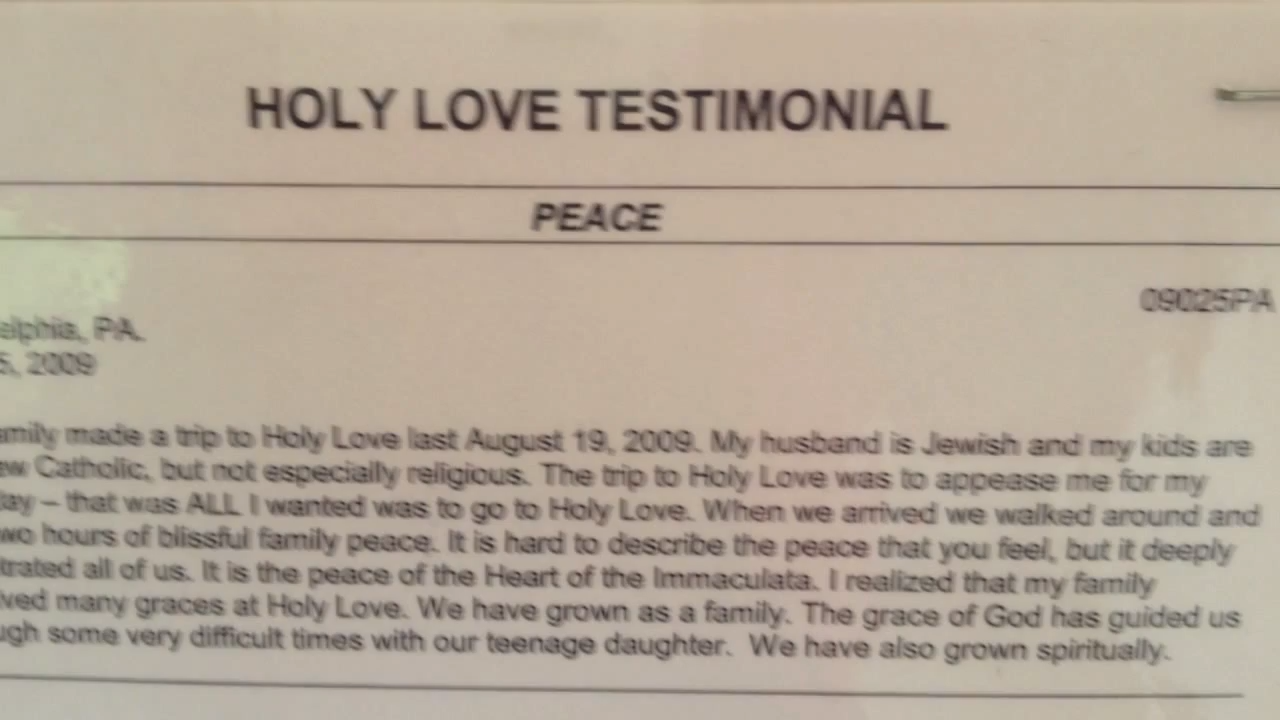 HOLY LOVE TESTIMONIAL
PEACE
09025PA
elphia, PA.
5, 2009
amily made a trip to Holy Love last August 19, 2009. My husband is Jewish and my kids are
ew Catholic, but not especially religious. The trip to Holy Love was to appease me for my
day – that was ALL I wanted was to go to Holy Love. When we arrived we walked around and
wo hours of blissful family peace. It is hard to describe the peace that you feel, but it deeply
trated all of us. It is the peace of the Heart of the Immaculata. I realized that my family
ived many graces at Holy Love. We have grown as a family. The grace of God has guided us
ugh some very difficult times with our teenage daughter. We have also grown spiritually.